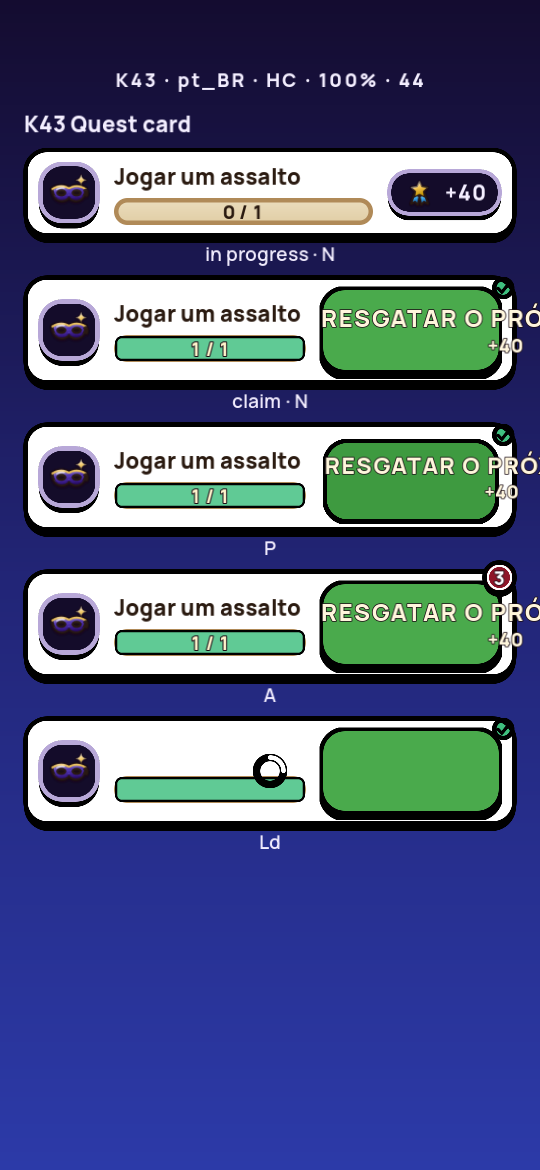 K43 · pt_BR · HC · 100% · 44
K43 Quest card
Jogar um assalto
0 / 1
+40
in progress · N
Jogar um assalto
1 / 1
RESGATAR O PRÓ
+40
claim · N
Jogar um assalto
1 / 1
RESGATAR O PRÓ
+40
P
3
Jogar um assalto
1 / 1
RESGATAR O PRÓ
+40
A
Ld